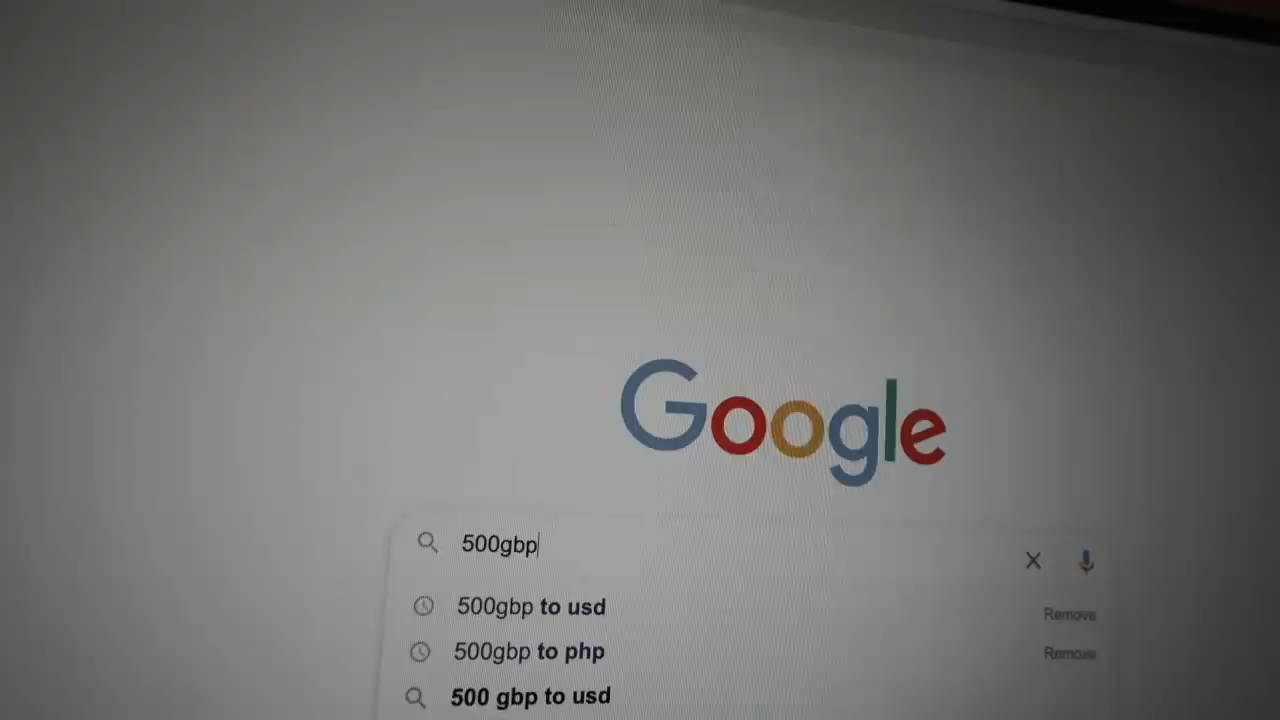 Google
500gbp
500gbp to usd
Remove
500gbp to php
Remove
500 gbp to usd